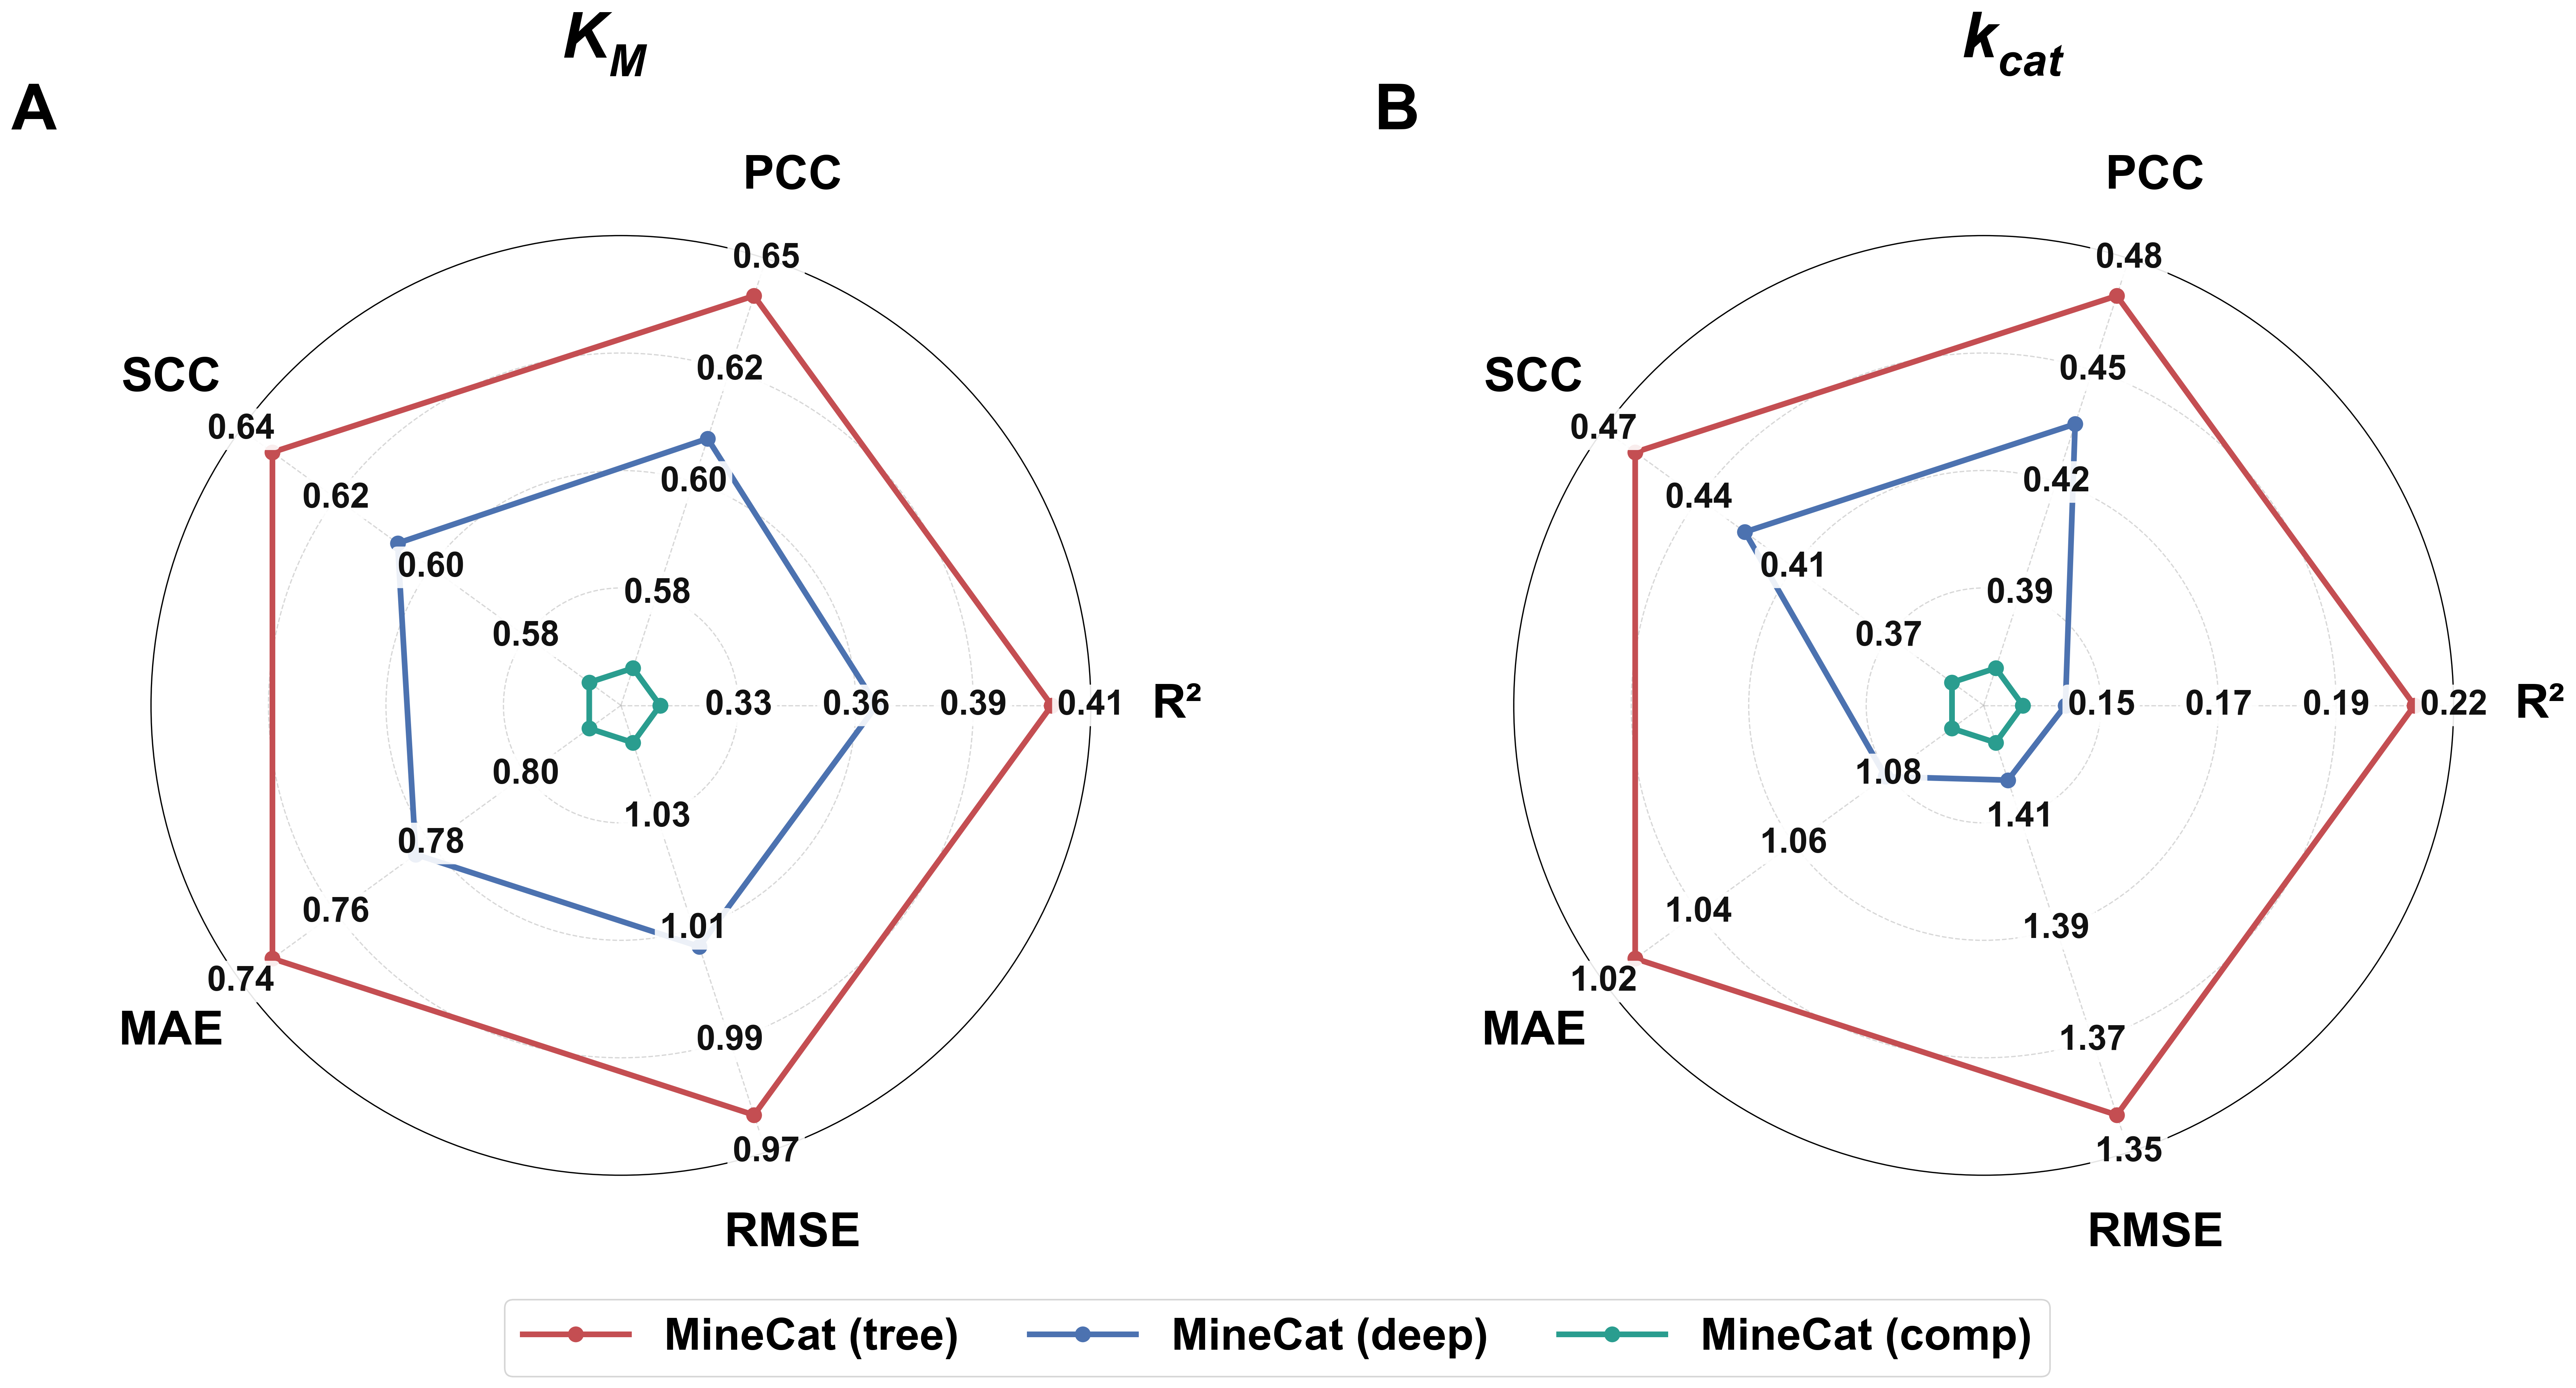 K_M
A
PCC
0.65
0.62
0.60
0.58
SCC
0.64
0.62
0.60
0.58
0.33 0.36 0.39 0.41 R²
0.80
0.78
0.76
0.74
MAE
1.03
1.01
0.99
0.97
RMSE
k_cat
B
PCC
0.48
0.45
0.42
0.39
SCC
0.47
0.44
0.41
0.37
0.15 0.17 0.19 0.22 R²
1.08
1.06
1.04
1.02
MAE
1.41
1.39
1.37
1.35
RMSE
MineCat (tree) MineCat (deep) MineCat (comp)